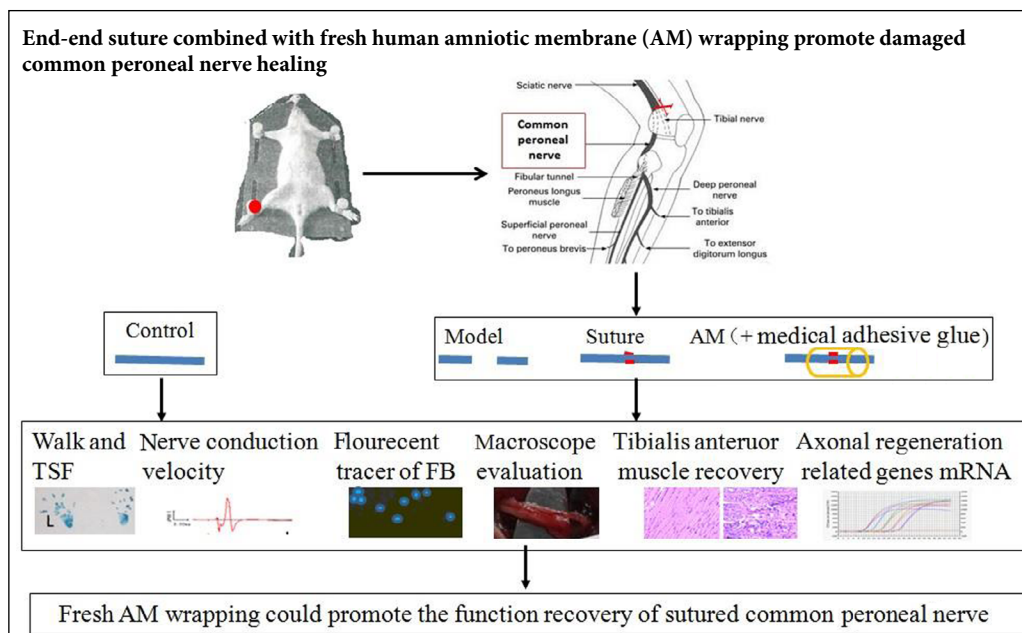 End-end suture combined with fresh human amniotic membrane (AM) wrapping promote damaged
common peroneal nerve healing
Sciatic nerve
Tibial nerve
Common
peroneal
nerve
Fibular tunnel
Peroneus longus
muscle
Deep peroneal
nerve
To tibialis
anterior
Superficial peroneal
nerve
To peroneus brevis
To extensor
digitorum longus
Control
Model
Suture
AM (+ medical adhesive glue)
Walk and
TSF
Nerve conduction
velocity
Flourecent
tracer of FB
Macroscope
evaluation
Tibialis anteruor
muscle recovery
Axonal regeneration
related genes mRNA
L
Fresh AM wrapping could promote the function recovery of sutured common peroneal nerve